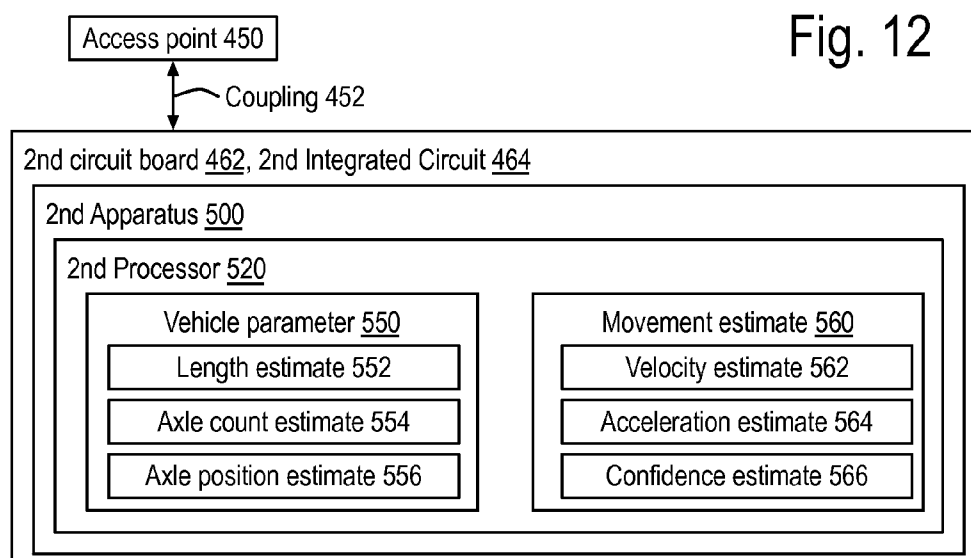 Fig. 12
Access point 450
Coupling 452
2nd circuit board 462, 2nd Integrated Circuit 464
2nd Apparatus 500
2nd Processor 520
Vehicle parameter 550
Length estimate 552
Axle count estimate 554
Axle position estimate 556
Movement estimate 560
Velocity estimate 562
Acceleration estimate 564
Confidence estimate 566